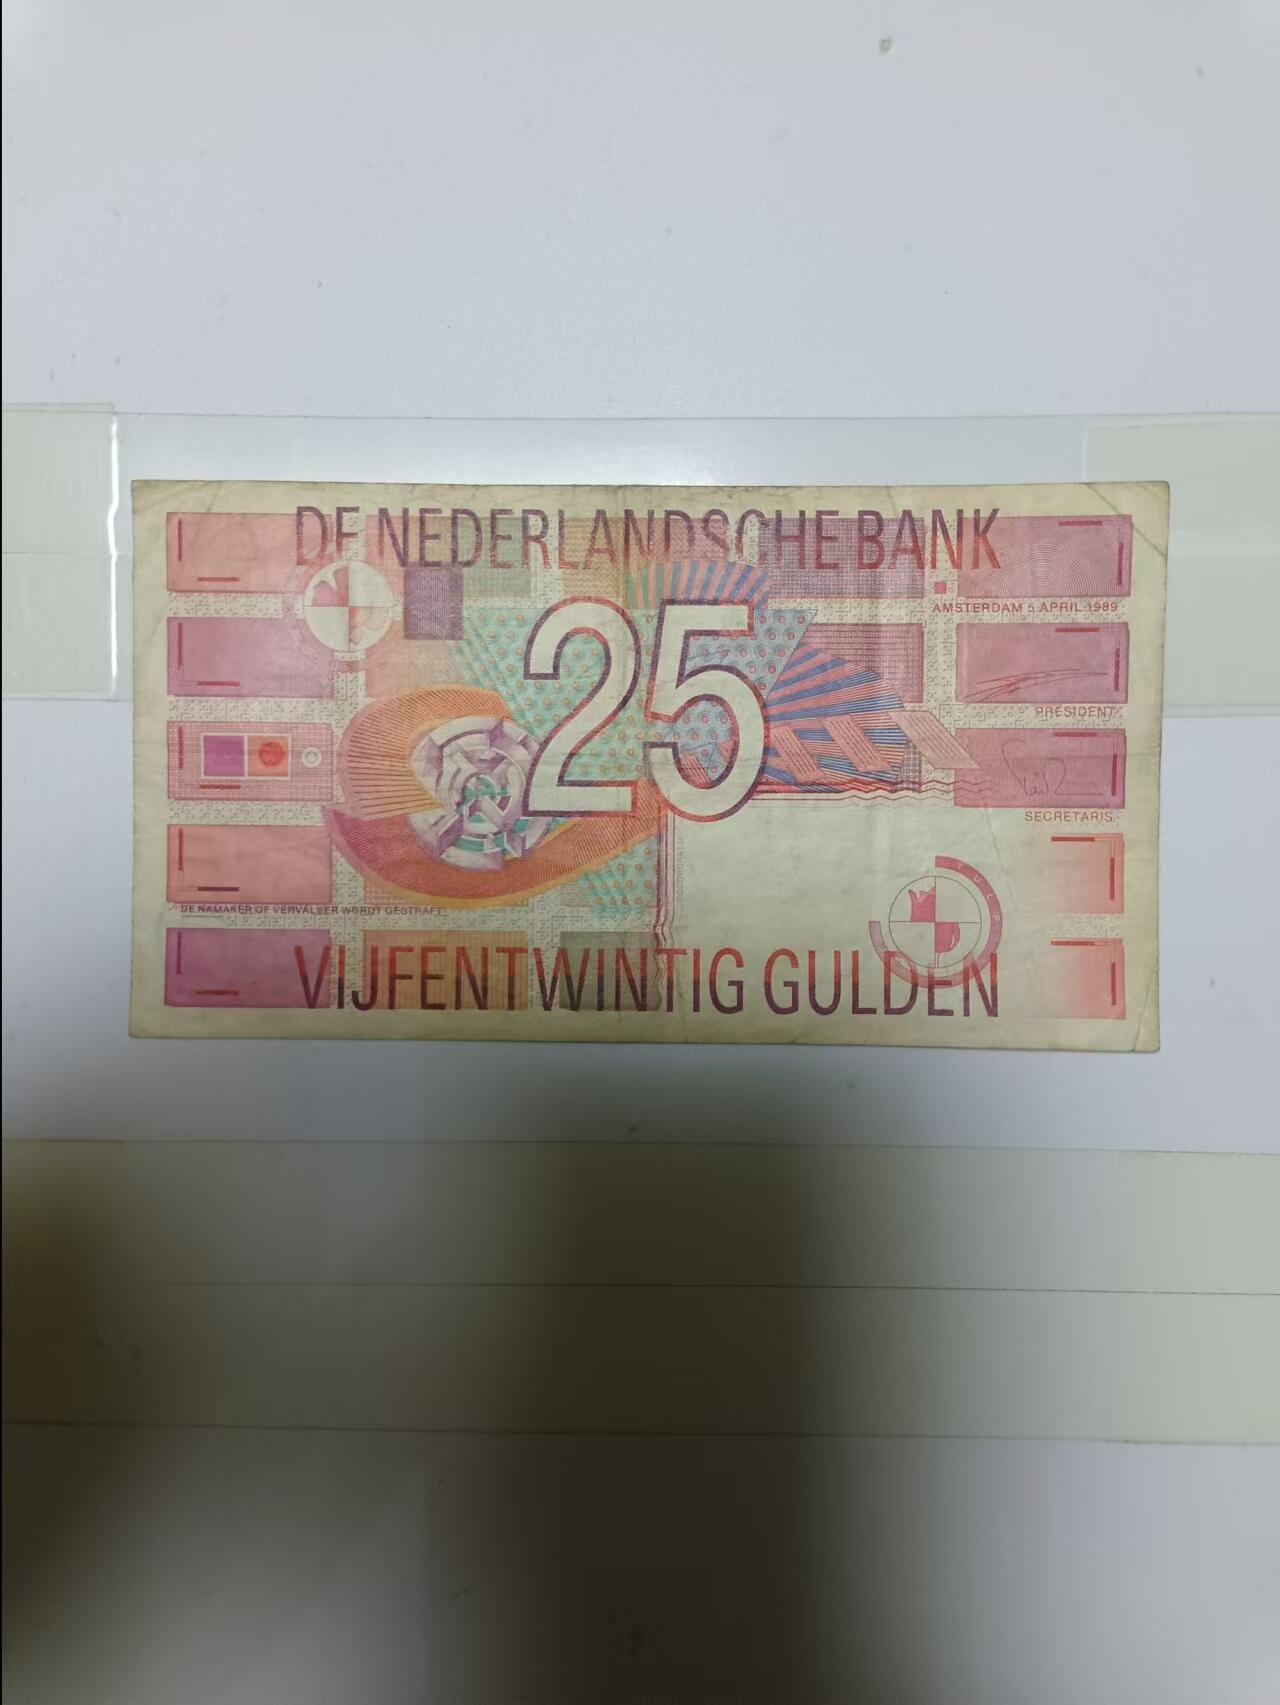 DE NEDERLANDSCHE BANK
25
AMSTERDAM 5 APRIL 1989
PRESIDENT
SECRETARIS
DE NAMAKER OF VERVALSER WORDT GESTRAFT
TULP
VIJFENTWINTIG GULDEN